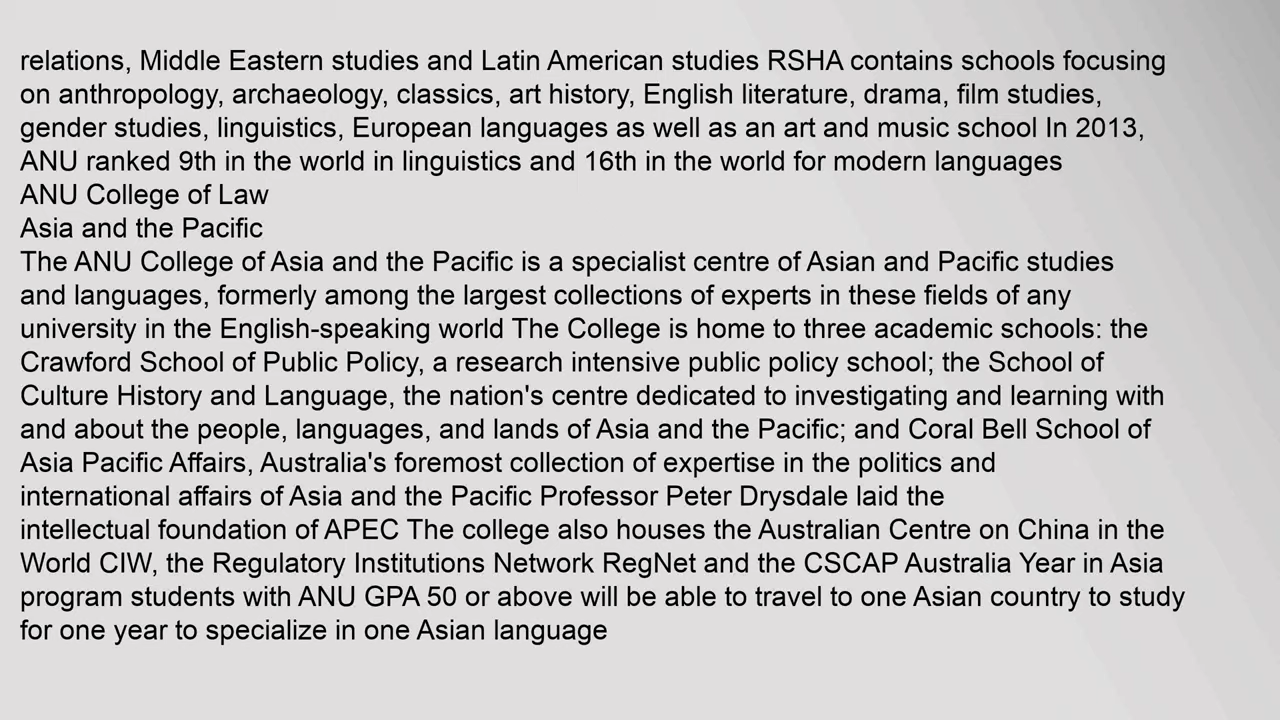 relations, Middle Eastern studies and Latin American studies RSHA contains schools focusing
on anthropology, archaeology, classics, art history, English literature, drama, film studies,
gender studies, linguistics, European languages as well as an art and music school In 2013,
ANU ranked 9th in the world in linguistics and 16th in the world for modern languages
ANU College of Law
Asia and the Pacific
The ANU College of Asia and the Pacific is a specialist centre of Asian and Pacific studies
and languages, formerly among the largest collections of experts in these fields of any
university in the English-speaking world The College is home to three academic schools: the
Crawford School of Public Policy, a research intensive public policy school; the School of
Culture History and Language, the nation's centre dedicated to investigating and learning with
and about the people, languages, and lands of Asia and the Pacific; and Coral Bell School of
Asia Pacific Affairs, Australia's foremost collection of expertise in the politics and
international affairs of Asia and the Pacific Professor Peter Drysdale laid the
intellectual foundation of APEC The college also houses the Australian Centre on China in the
World CIW, the Regulatory Institutions Network RegNet and the CSCAP Australia Year in Asia
program students with ANU GPA 50 or above will be able to travel to one Asian country to study
for one year to specialize in one Asian language